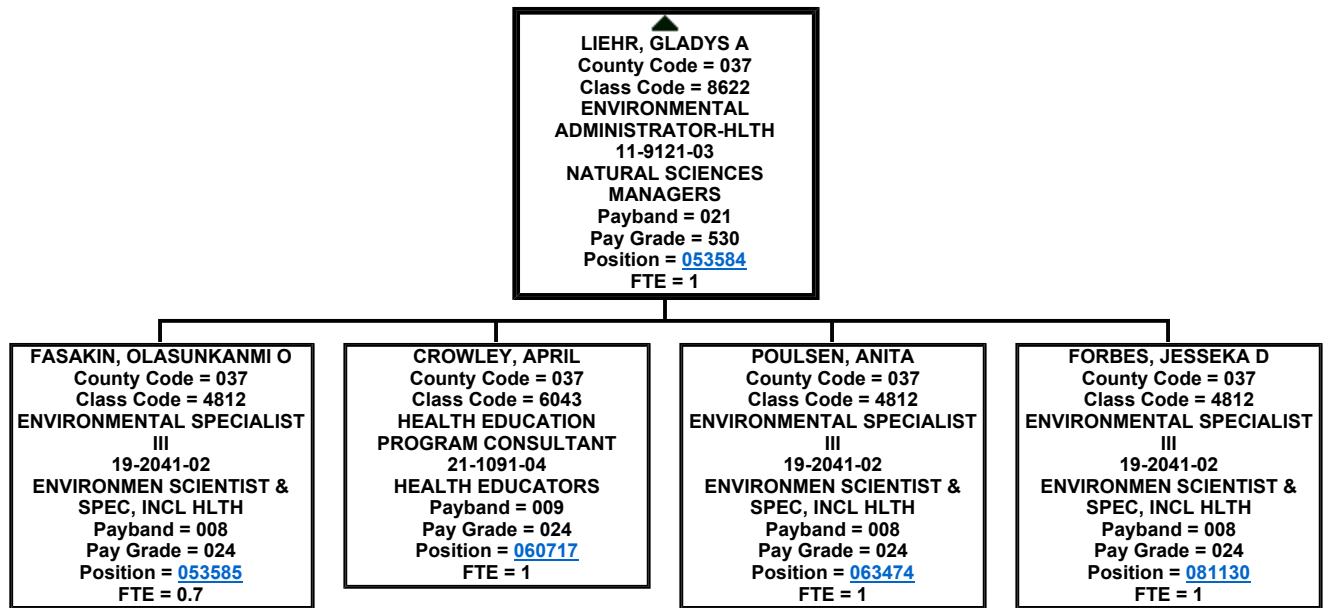 LIEHR, GLADYS A
County Code = 037
Class Code = 8622
ENVIRONMENTAL
ADMINISTRATOR-HLTH
11-9121-03
NATURAL SCIENCES
MANAGERS
Payband = 021
Pay Grade = 530
Position = 053584
FTE = 1
FASAKIN, OLASUNKANMI O
County Code = 037
Class Code = 4812
ENVIRONMENTAL SPECIALIST
III
19-2041-02
ENVIRONMEN SCIENTIST &
SPEC, INCL HLTH
Payband = 008
Pay Grade = 024
Position = 053585
FTE = 0.7
CROWLEY, APRIL
County Code = 037
Class Code = 6043
HEALTH EDUCATION
PROGRAM CONSULTANT
21-1091-04
HEALTH EDUCATORS
Payband = 009
Pay Grade = 024
Position = 060717
FTE = 1
POULSEN, ANITA
County Code = 037
Class Code = 4812
ENVIRONMENTAL SPECIALIST
III
19-2041-02
ENVIRONMEN SCIENTIST &
SPEC, INCL HLTH
Payband = 008
Pay Grade = 024
Position = 063474
FTE = 1
FORBES, JESSEKA D
County Code = 037
Class Code = 4812
ENVIRONMENTAL SPECIALIST
III
19-2041-02
ENVIRONMEN SCIENTIST &
SPEC, INCL HLTH
Payband = 008
Pay Grade = 024
Position = 081130
FTE = 1